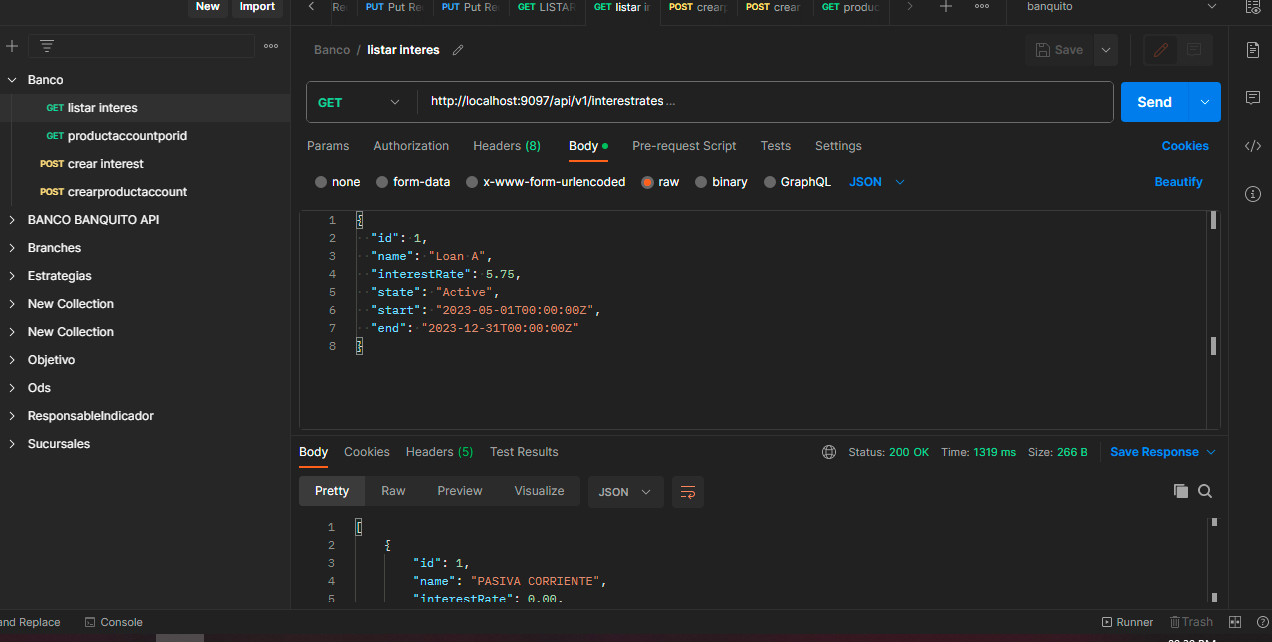 New Import
PUT Put Re PUT Put Re GET LISTAR GET listar ir POST crear POST crear GET produc banquito
Banco / listar interes Save
Banco
GET listar interes
GET productaccountporid
POST crear interest
POST crearproductaccount
BANCO BANQUITO API
Branches
Estrategias
New Collection
New Collection
Objetivo
Ods
ResponsableIndicador
Sucursales
GET http://localhost:9097/api/v1/interestrates ... Send
Params Authorization Headers (8) Body Pre-request Script Tests Settings Cookies
none form-data x-www-form-urlencoded raw binary GraphQL JSON Beautify
1 {
2 "id": 1,
3 "name": "Loan A",
4 "interestRate": 5.75,
5 "state": "Active",
6 "start": "2023-05-01T00:00:00Z",
7 "end": "2023-12-31T00:00:00Z"
8 }
Body Cookies Headers (5) Test Results Status: 200 OK Time: 1319 ms Size: 266 B Save Response
Pretty Raw Preview Visualize JSON
1 [
2 {
3 "id": 1,
4 "name": "PASIVA CORRIENTE",
5 "interestRate": 0.00,
and Replace Console Runner Trash